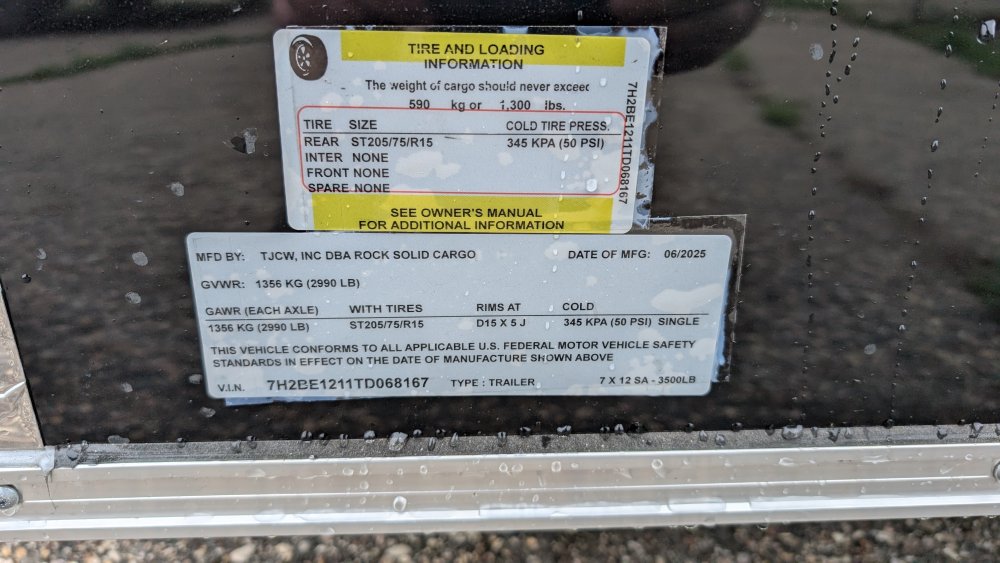 TIRE AND LOADING
INFORMATION
The weight of cargo should never exceed
590 kg or 1,300 lbs.
TIRE SIZE COLD TIRE PRESS.
REAR ST205/75/R15 345 KPA (50 PSI)
INTER NONE
FRONT NONE
SPARE NONE
SEE OWNER'S MANUAL
FOR ADDITIONAL INFORMATION
7H2BE1211TD068167
MFD BY: TJCW, INC DBA ROCK SOLID CARGO DATE OF MFG: 06/2025
GVWR: 1356 KG (2990 LB)
GAWR (EACH AXLE) WITH TIRES RIMS AT COLD
1356 KG (2990 LB) ST205/75/R15 D15 X 5 J 345 KPA (50 PSI) SINGLE
THIS VEHICLE CONFORMS TO ALL APPLICABLE U.S. FEDERAL MOTOR VEHICLE SAFETY
STANDARDS IN EFFECT ON THE DATE OF MANUFACTURE SHOWN ABOVE
V.I.N. 7H2BE1211TD068167 TYPE : TRAILER 7 X 12 SA - 3500LB